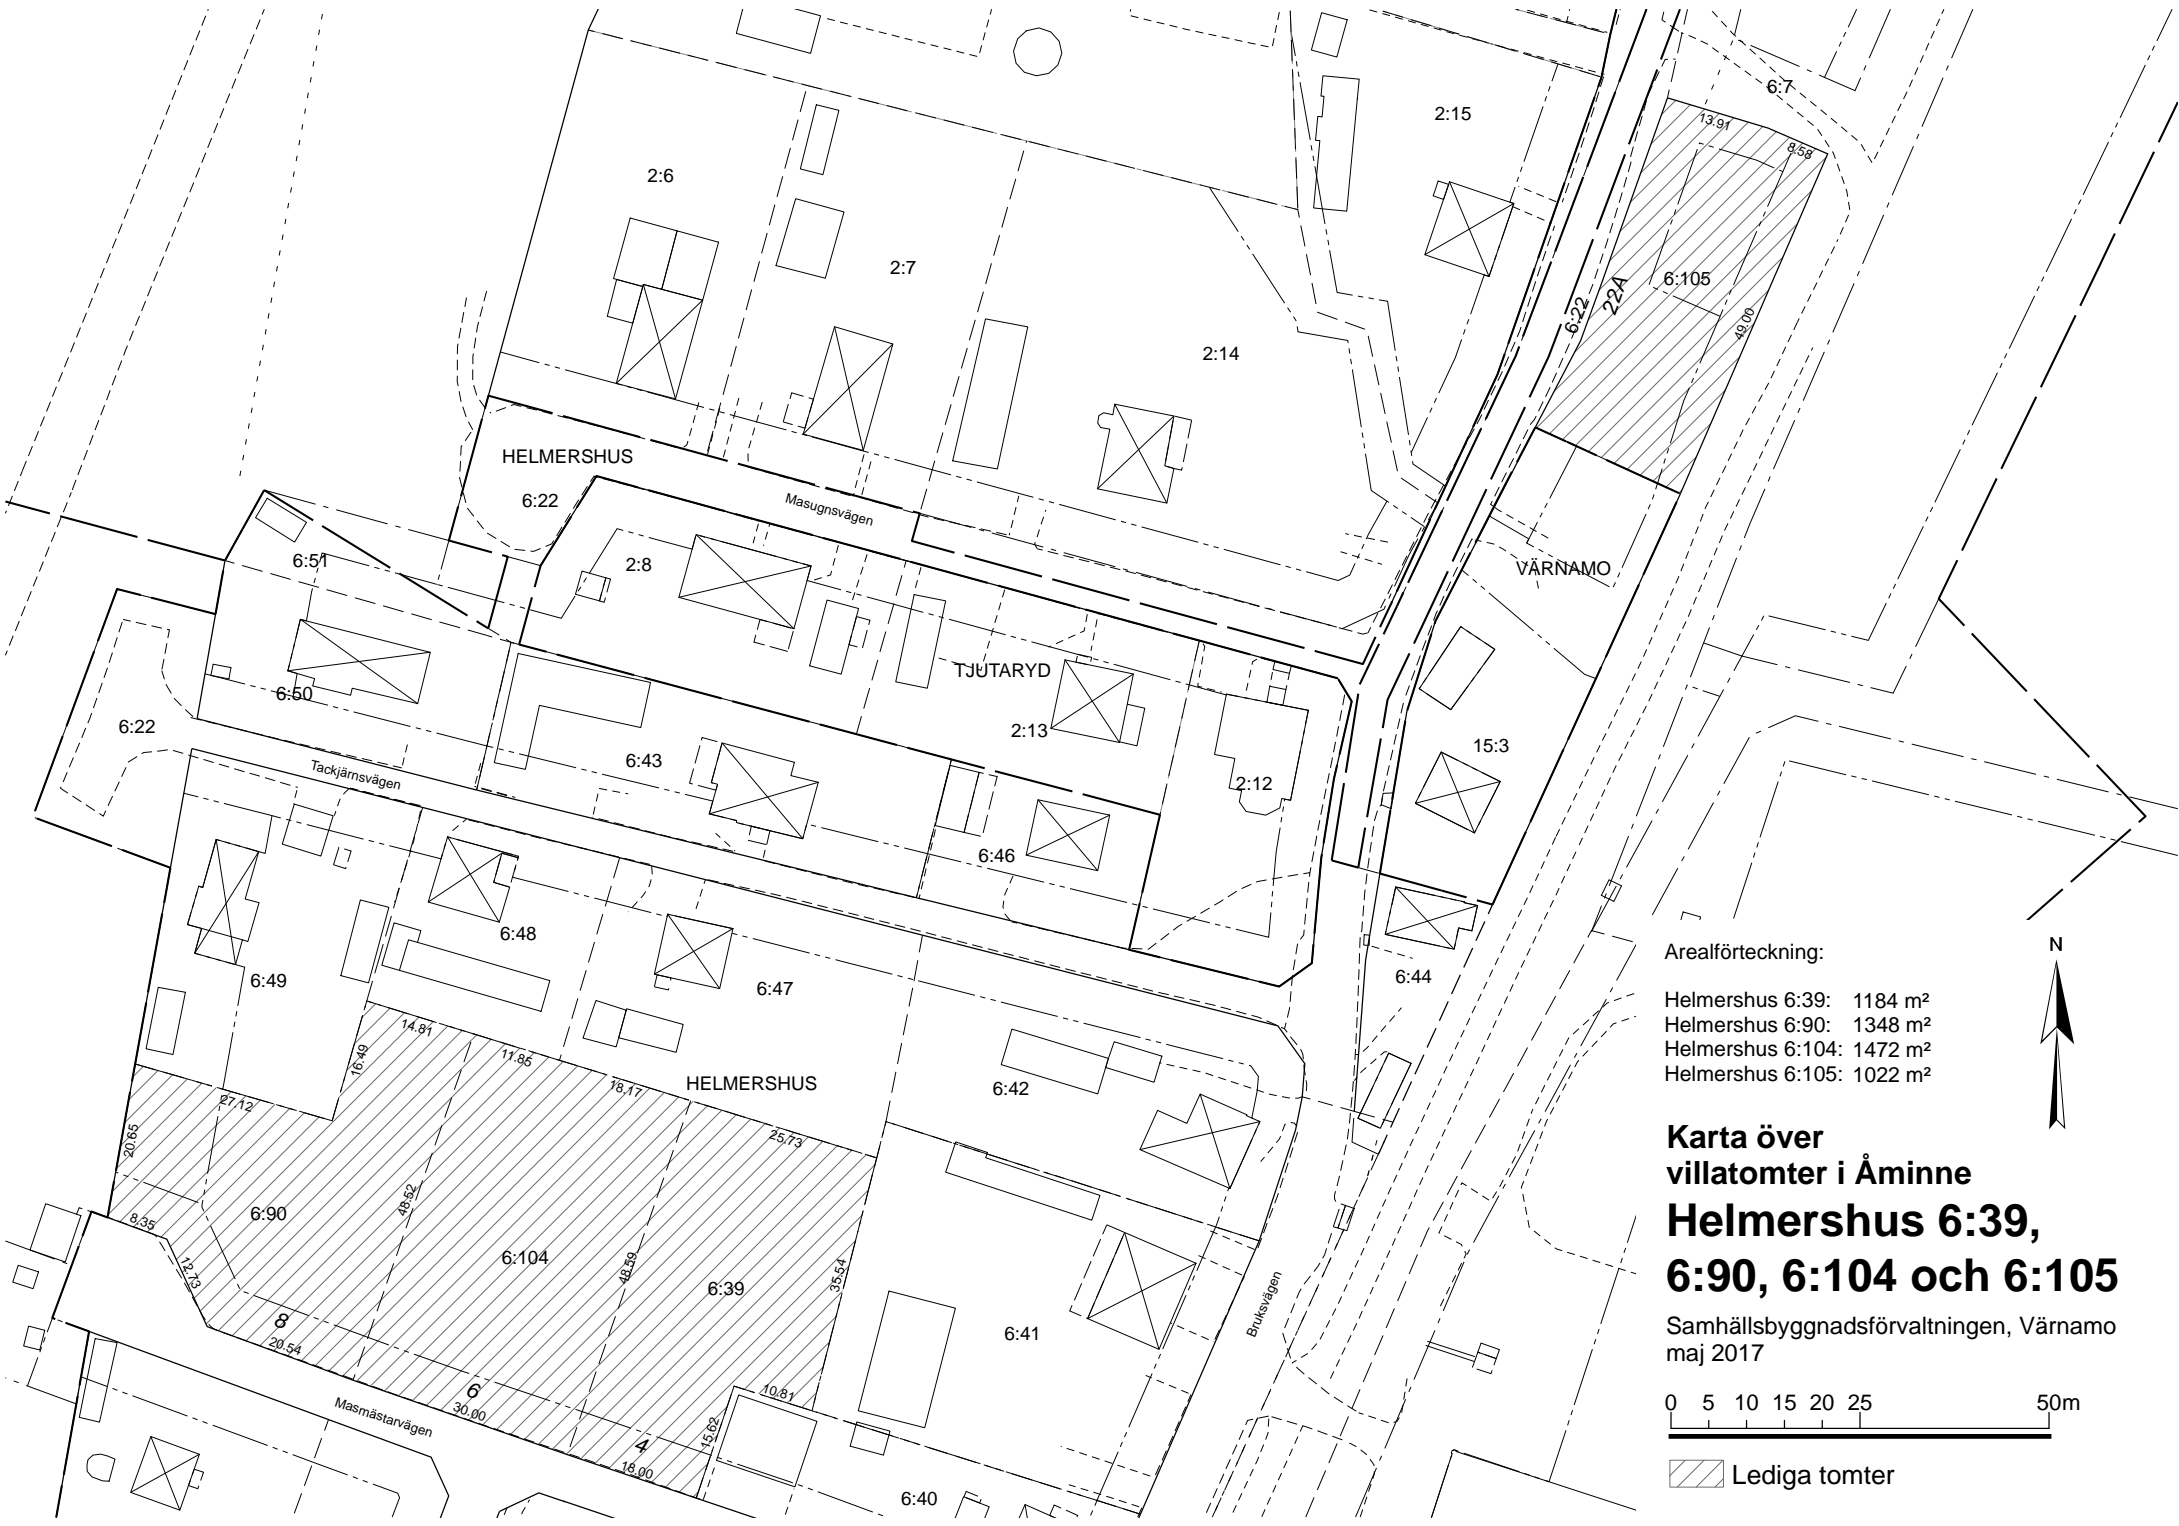 6:7
13.91
8.58
2:15
2:6
2:7
6:105
6:22
22A
49.00
2:14
HELMERSHUS
6:22
Masugnsvägen
6:51
2:8
VÄRNAMO
TJUTARYD
6:50
6:22
2:13
6:43
15:3
Tackjärnsvägen
2:12
6:46
6:48
6:44
6:49
6:47
14.81
11.85
16.49
18.17
HELMERSHUS
6:42
27.12
20.65
25.73
48.52
6:90
8.35
6:104
12.73
48.59
6:39
35.54
8
20.54
6:41
Bruksvägen
6
30.00
10.81
Masmästarvägen
15.62
4
18.00
6:40
Arealförteckning:
Helmershus 6:39: 1184 m²
Helmershus 6:90: 1348 m²
Helmershus 6:104: 1472 m²
Helmershus 6:105: 1022 m²
N
Karta över
villatomter i Åminne
Helmershus 6:39,
6:90, 6:104 och 6:105
Samhällsbyggnadsförvaltningen, Värnamo
maj 2017
0 5 10 15 20 25 50m
Lediga tomter